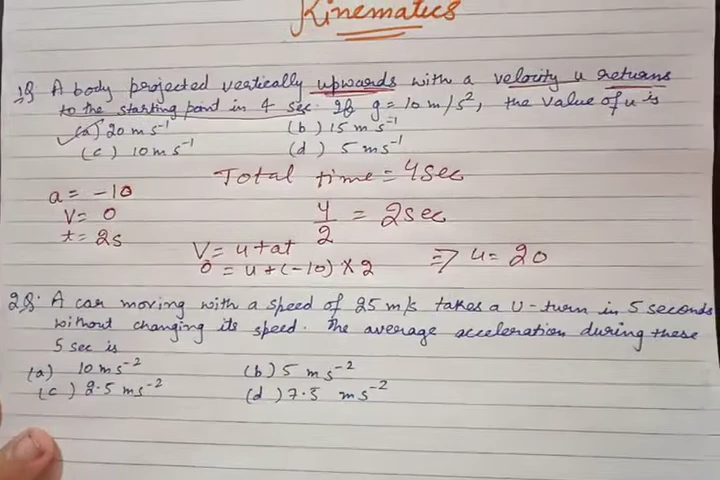 Kinematics
1Q A body projected vertically upwards with a velocity u returns
to the starting point in 4 sec. If g = 10 m/s², the value of u is
(a) 20 ms⁻¹ (b) 15 ms⁻¹
(c) 10 ms⁻¹ (d) 5 ms⁻¹
Total time = 4 sec
a = -10
4/2 = 2 sec
V = 0
t = 2s
V = u + at
0 = u + (-10) × 2 ⇒ u = 20
2Q. A car moving with a speed of 25 m/s takes a U-turn in 5 seconds
without changing its speed. The average acceleration during these
5 sec is
(a) 10 ms⁻² (b) 5 ms⁻²
(c) 2.5 ms⁻² (d) 7.5 ms⁻²